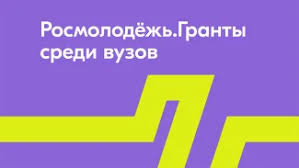 Росмолодёжь.Гранты
среди вузов